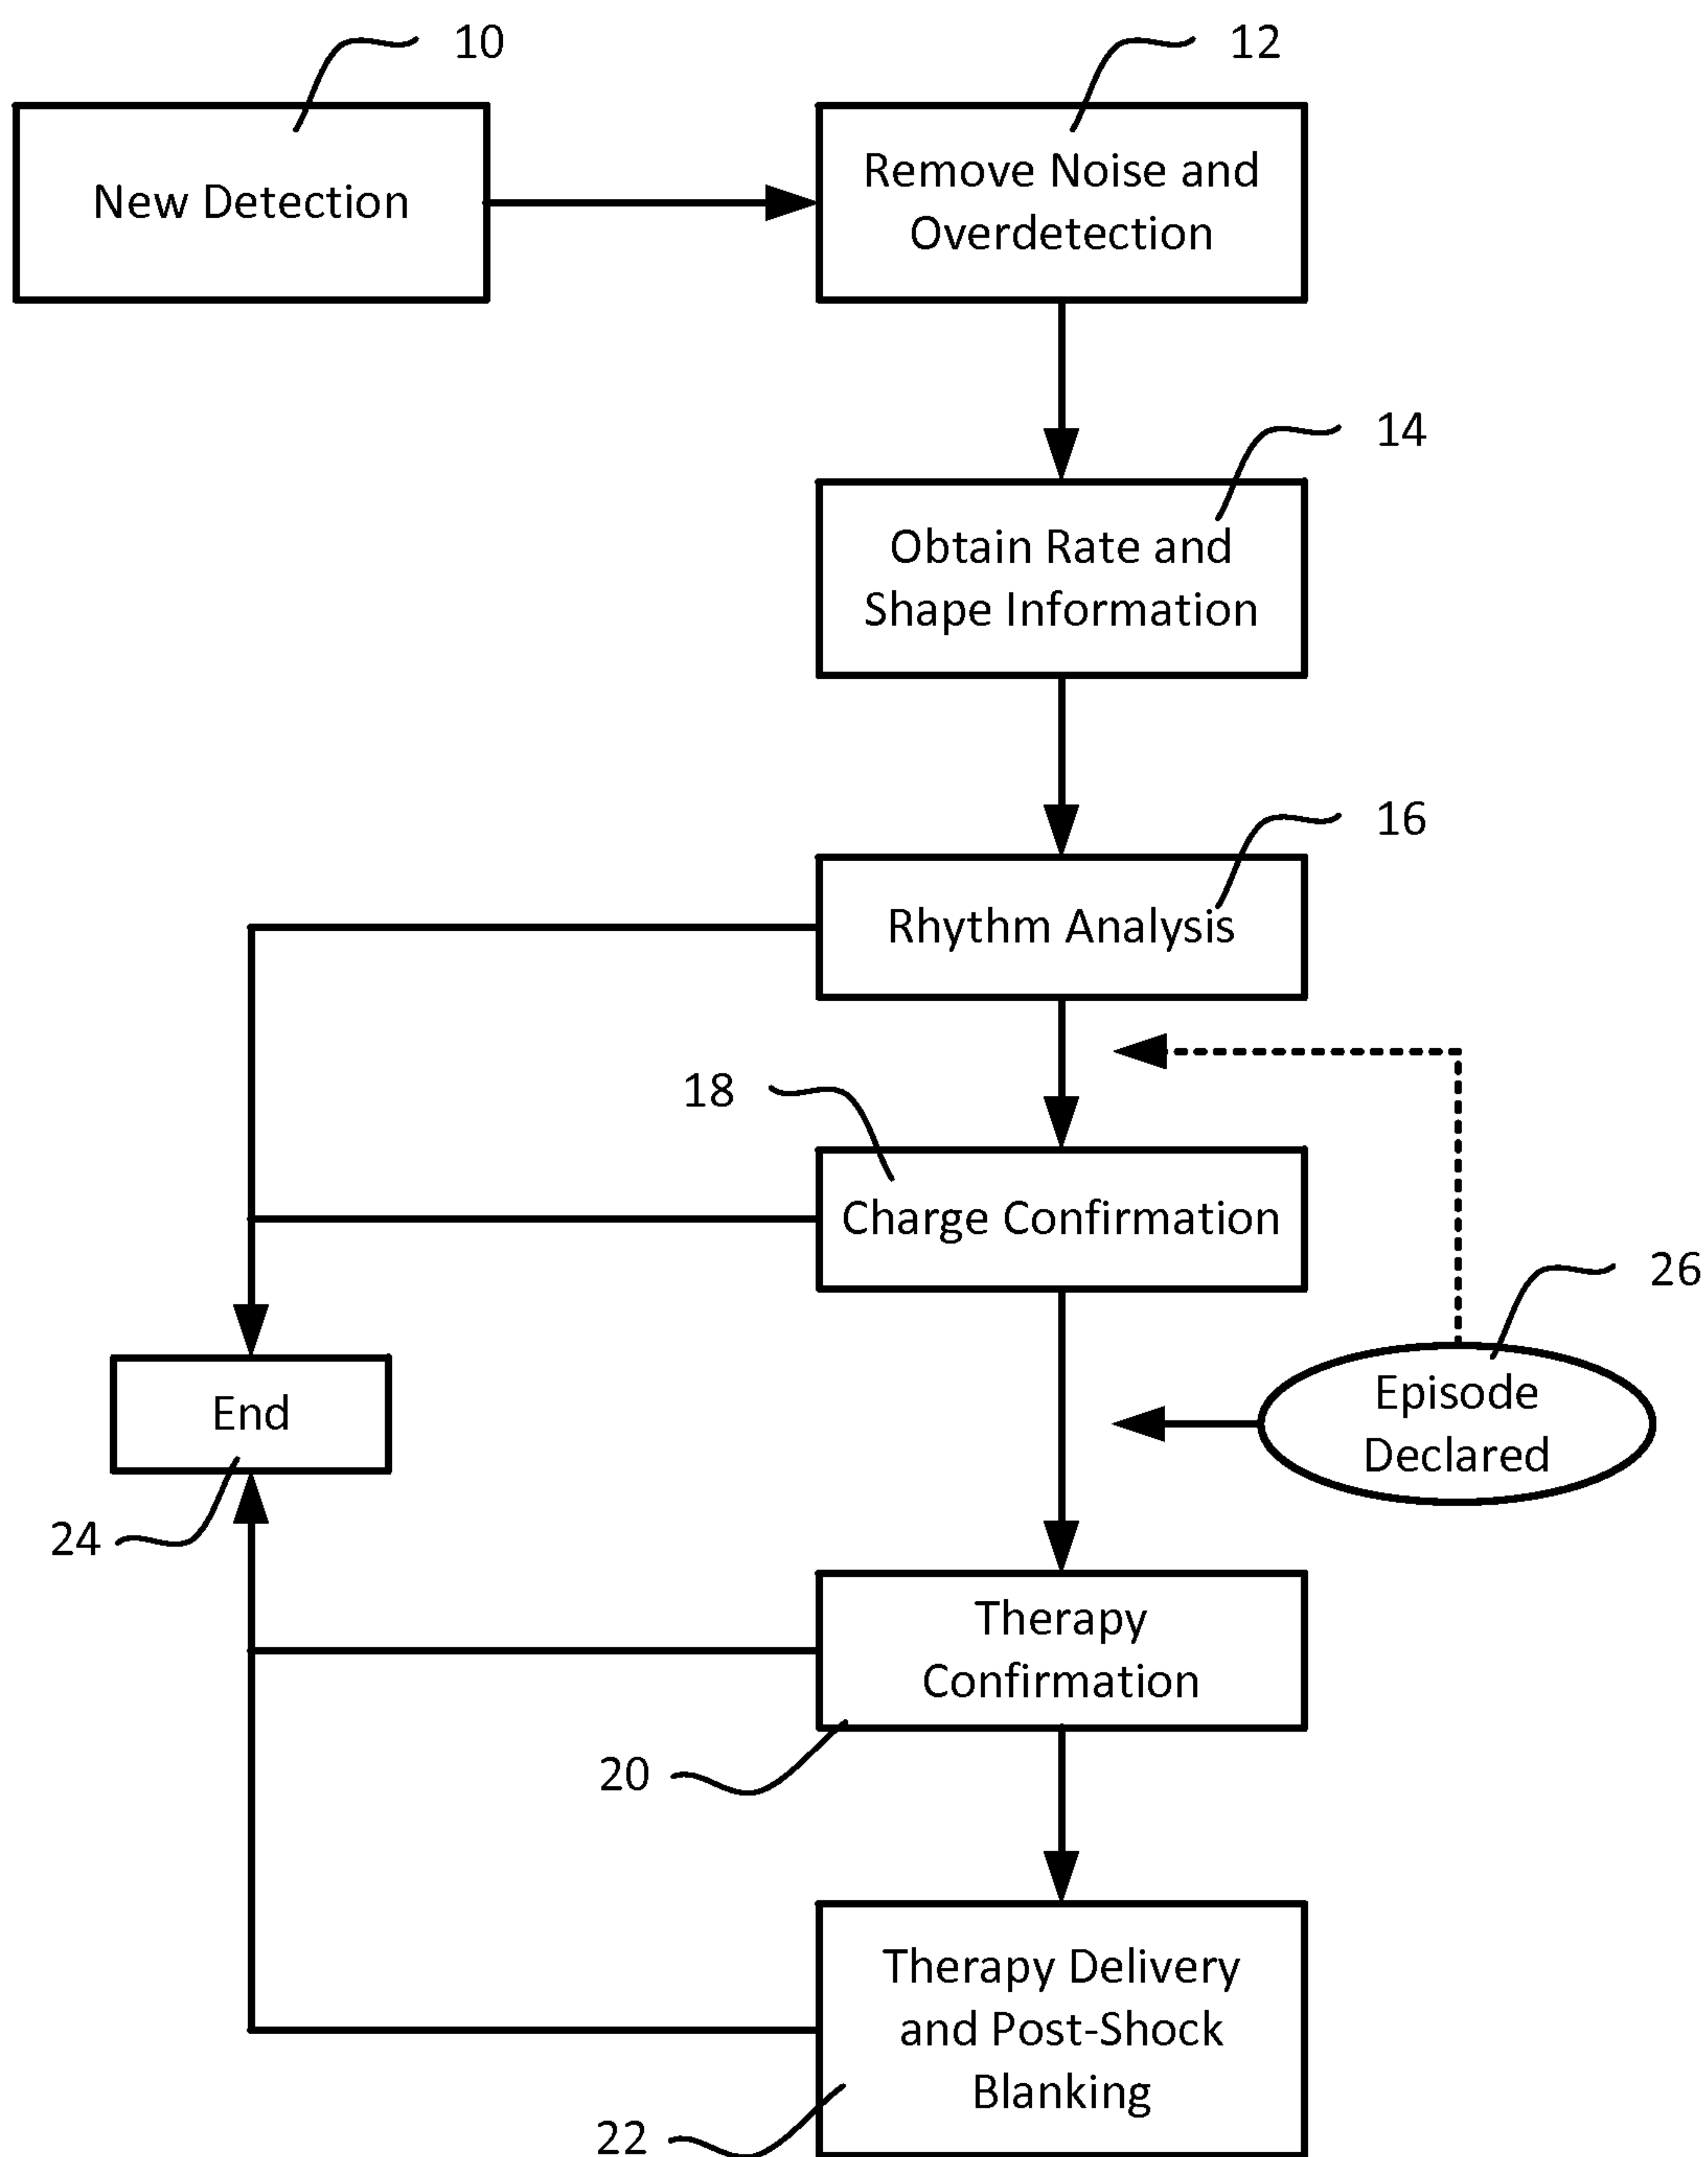 10
12
New Detection
Remove Noise and
Overdetection
14
Obtain Rate and
Shape Information
16
Rhythm Analysis
18
Charge Confirmation
26
Episode
Declared
End
24
Therapy
Confirmation
20
Therapy Delivery
and Post-Shock
Blanking
22